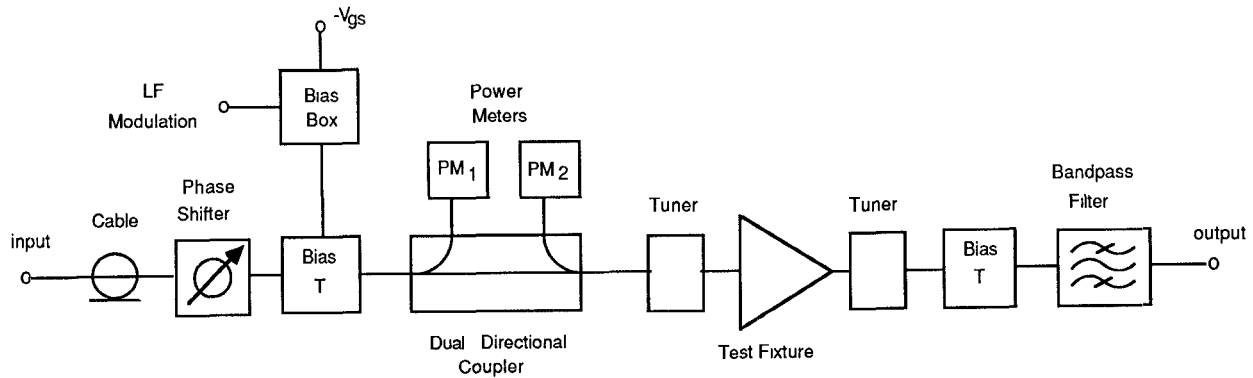 -Vgs
LF
Modulation
Bias
Box
Power
Meters
PM1
PM2
Phase
Shifter
Cable
input
Bias
T
Dual Directional
Coupler
Tuner
Test Fixture
Tuner
Bias
T
Bandpass
Filter
output